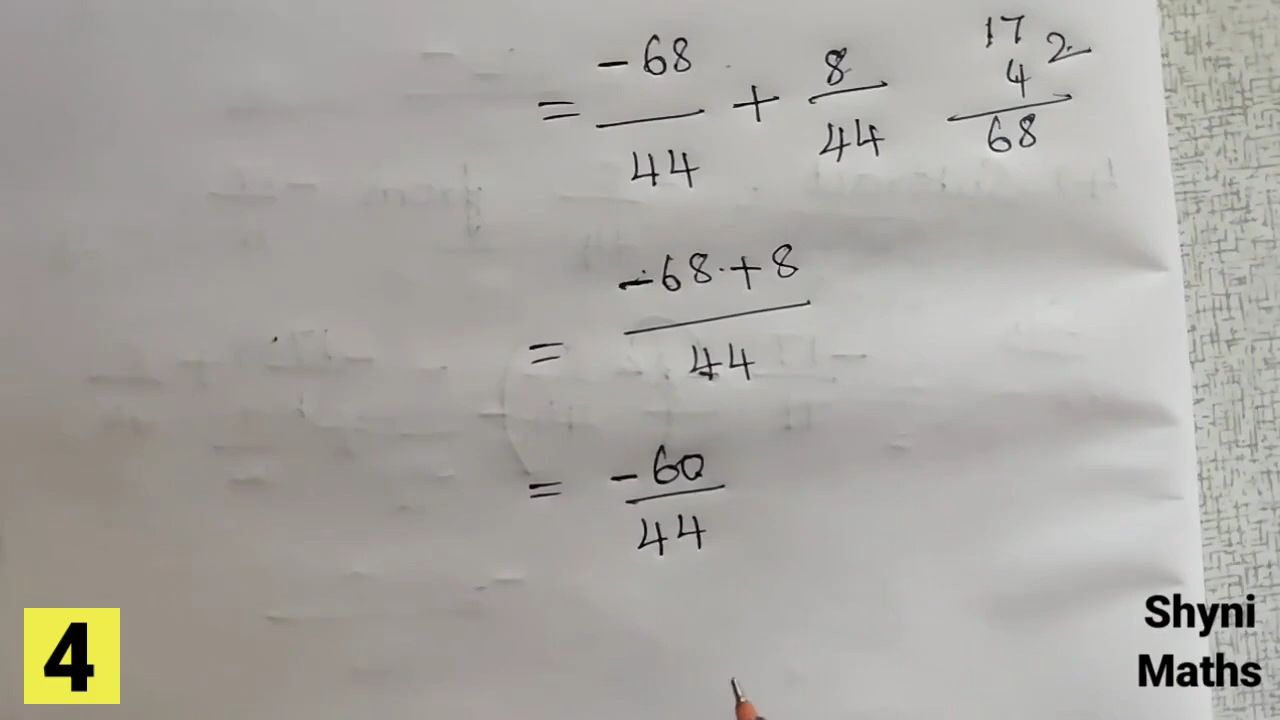 = -68/44 + 8/44
17 2
4
68
= -68+8/44
= -60/44
4
Shyni
Maths